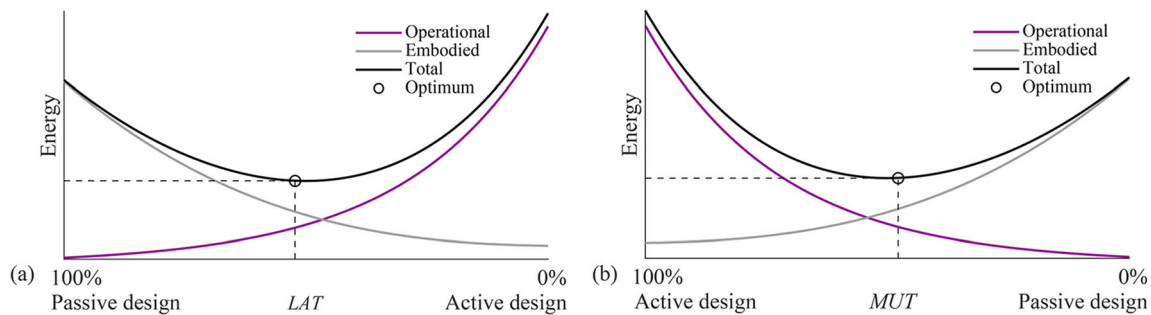 Operational
Embodied
Total
Optimum
Energy
(a)
100%
0%
Passive design
LAT
Active design
Operational
Embodied
Total
Optimum
Energy
(b)
100%
0%
Active design
MUT
Passive design